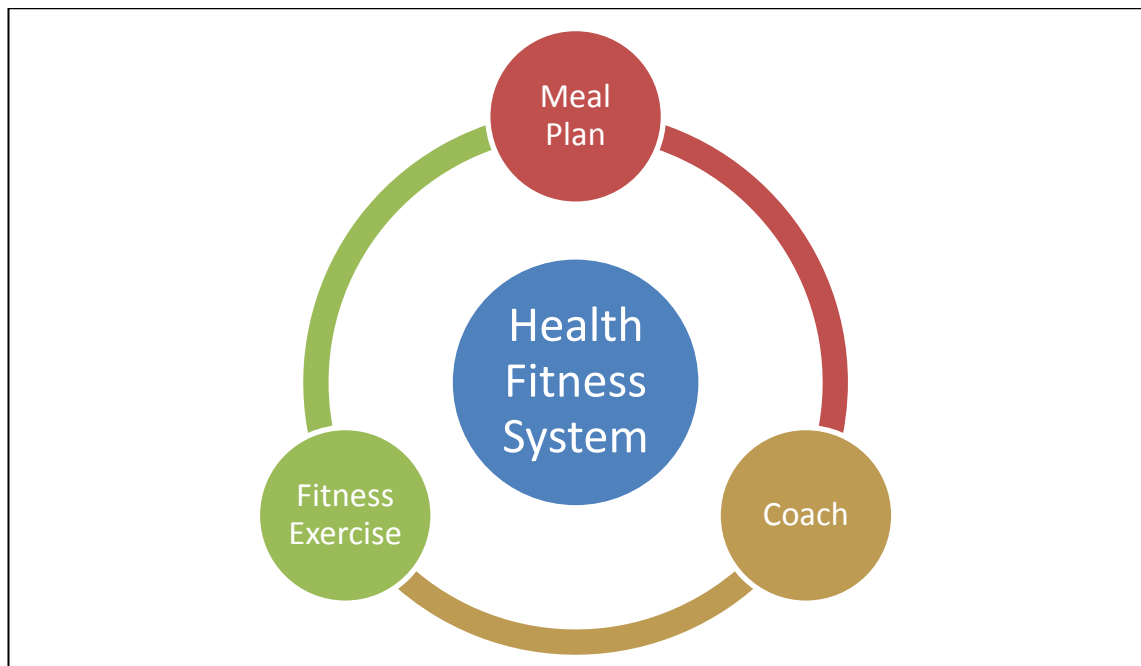 Meal
Plan
Health
Fitness
System
Fitness
Exercise
Coach